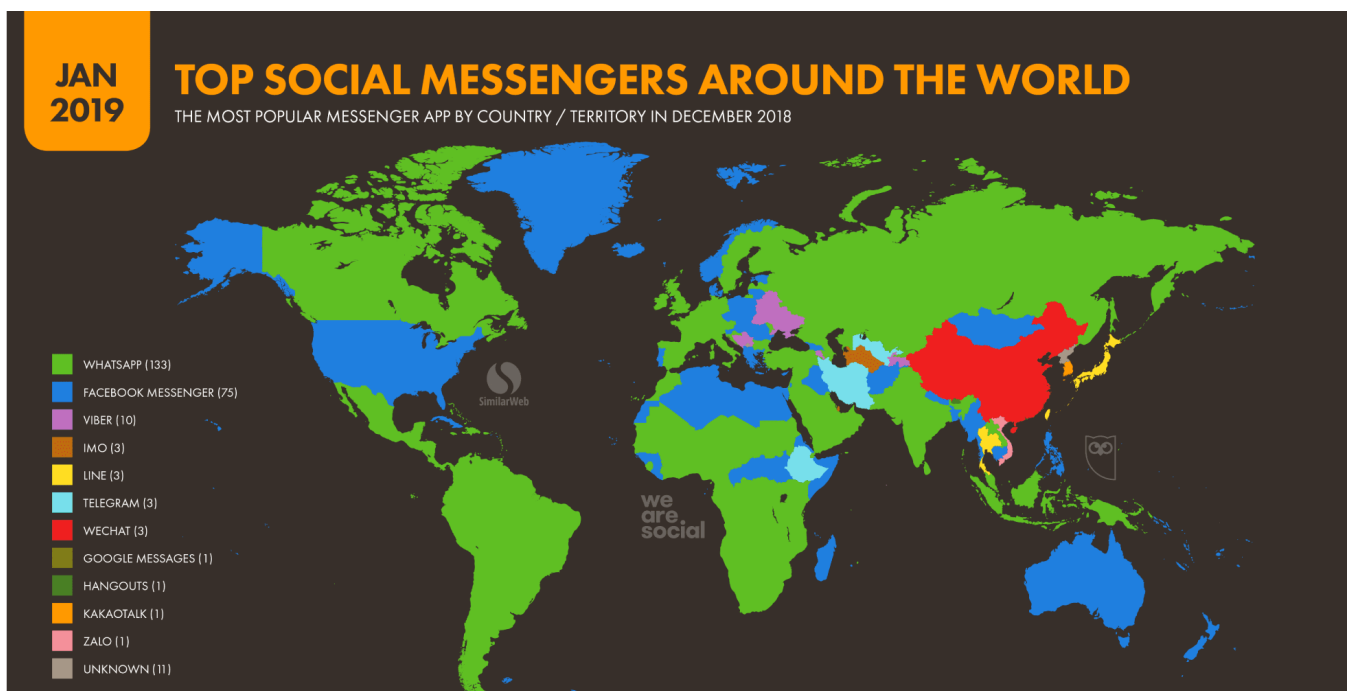 JAN
2019
TOP SOCIAL MESSENGERS AROUND THE WORLD
THE MOST POPULAR MESSENGER APP BY COUNTRY / TERRITORY IN DECEMBER 2018
WHATSAPP (133)
FACEBOOK MESSENGER (75)
VIBER (10)
IMO (3)
LINE (3)
TELEGRAM (3)
WECHAT (3)
GOOGLE MESSAGES (1)
HANGOUTS (1)
KAKAOTALK (1)
ZALO (1)
UNKNOWN (11)
SimilarWeb
we
are
social